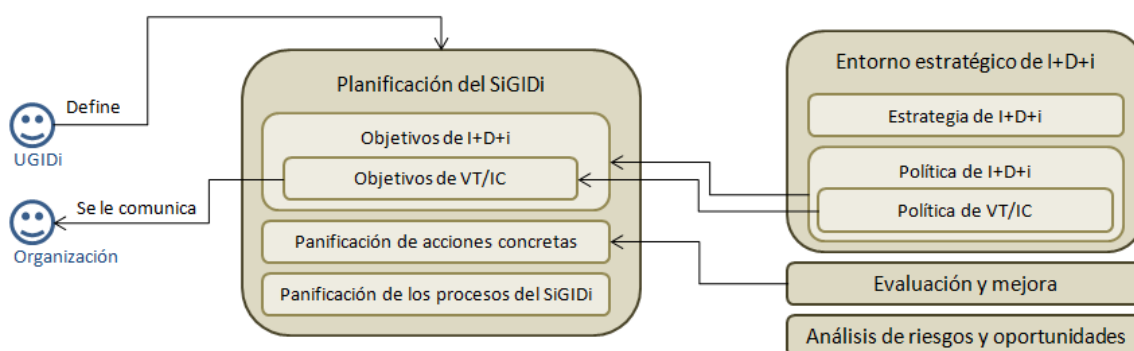 Define
UGIDi
Se le comunica
Organización
Planificación del SiGIDi
Objetivos de I+D+i
Objetivos de VT/IC
Panificación de acciones concretas
Panificación de los procesos del SiGIDi
Entorno estratégico de I+D+i
Estrategia de I+D+i
Política de I+D+i
Política de VT/IC
Evaluación y mejora
Análisis de riesgos y oportunidades